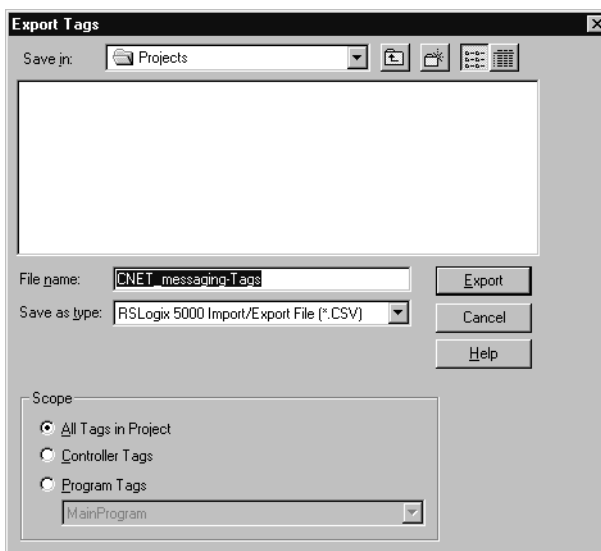 Export Tags
Save in: Projects
File name: CNET_messaging-Tags Export
Save as type: RSLogix 5000 Import/Export File (*.CSV) Cancel
Help
Scope
All Tags in Project
Controller Tags
Program Tags
MainProgram